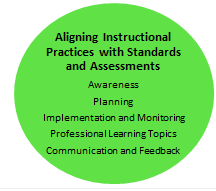 Aligning Instructional
Practices with Standards
and Assessments
Awareness
Planning
Implementation and Monitoring
Professional Learning Topics
Communication and Feedback